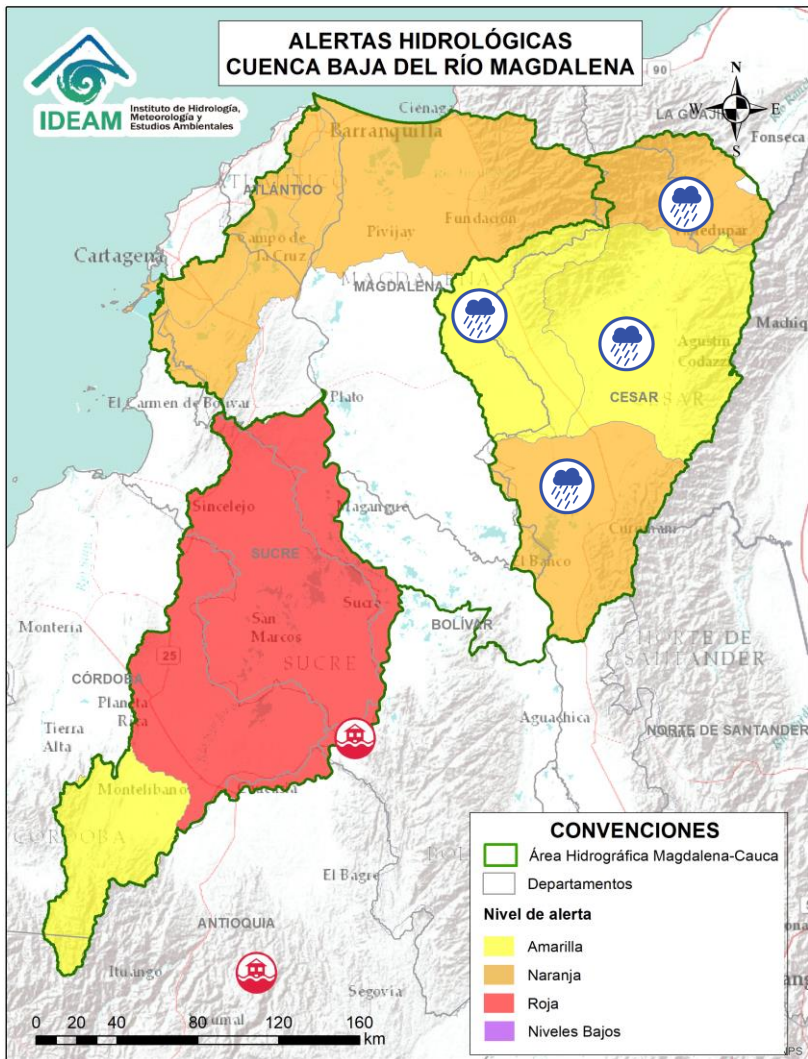 ALERTAS HIDROLÓGICAS
CUENCA BAJA DEL RÍO MAGDALENA
IDEAM
Instituto de Hidrología,
Meteorología y
Estudios Ambientales
90
N
E
S
Ciénaga
LA GUAJI
Barranquilla
Fonseca
ATLÁNTICO
Fundación
Pivijay
Cartagena
Campo de
la Cruz
MAGDALENA
Machiq
Agustín
Codazzi
CESAR
El Carmen de Bolívar
Plato
Sincelejo
Magangué
SUCRE
El Banco
Sucre
San
Marcos
BOLÍVAR
Montería
SUCRE
25
NORTE DE
SANTANDER
CÓRDOBA
Planeta
Rica
Aguachica
Tierra
Alta
NORTE DE SANTANDER
Montelíbano
CÓRDOBA
El Bagre
ANTIOQUIA
Ituango
Segovia
0 20 40 80 120 160
km
CONVENCIONES
Área Hidrográfica Magdalena-Cauca
Departamentos
Nivel de alerta
Amarilla
Naranja
Roja
Niveles Bajos